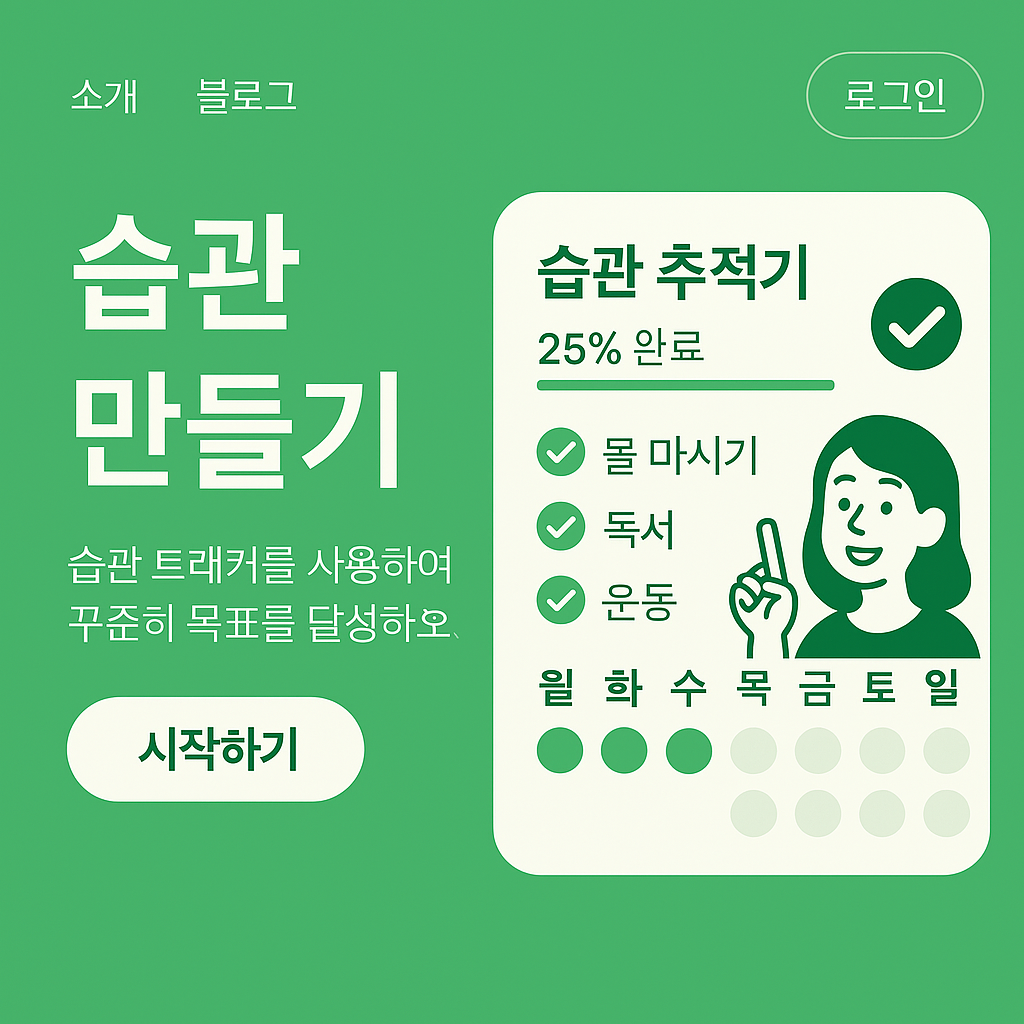 소개 블로그
로그인
습관
만들기
습관 트래커를 사용하여
꾸준히 목표를 달성하오
시작하기
습관 추적기
25% 완료
몰 마시기
독서
운동
월 화 수 목 금 토 일